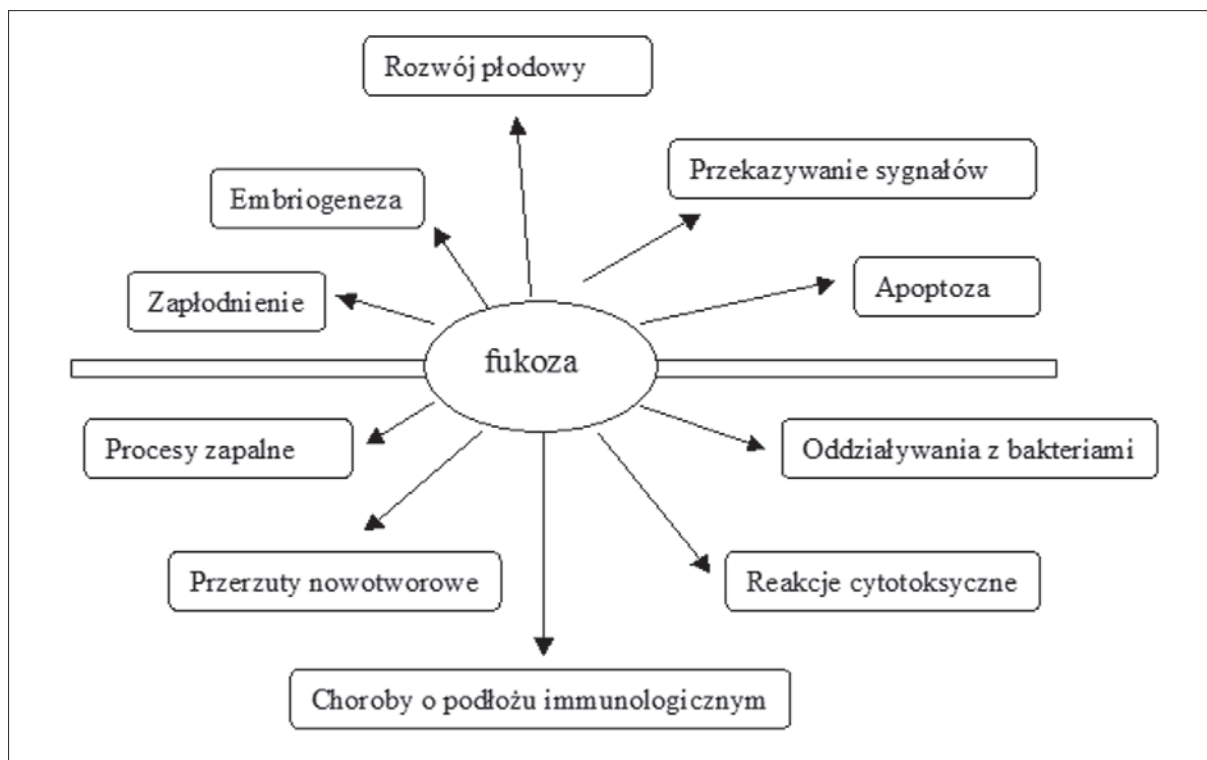 Rozwój płodowy
Przekazywanie sygnałów
Embriogeneza
Apoptoza
Zapłodnienie
fukoza
Procesy zapalne
Oddziaływania z bakteriami
Przerzuty nowotworowe
Reakcje cytotoksyczne
Choroby o podłożu immunologicznym